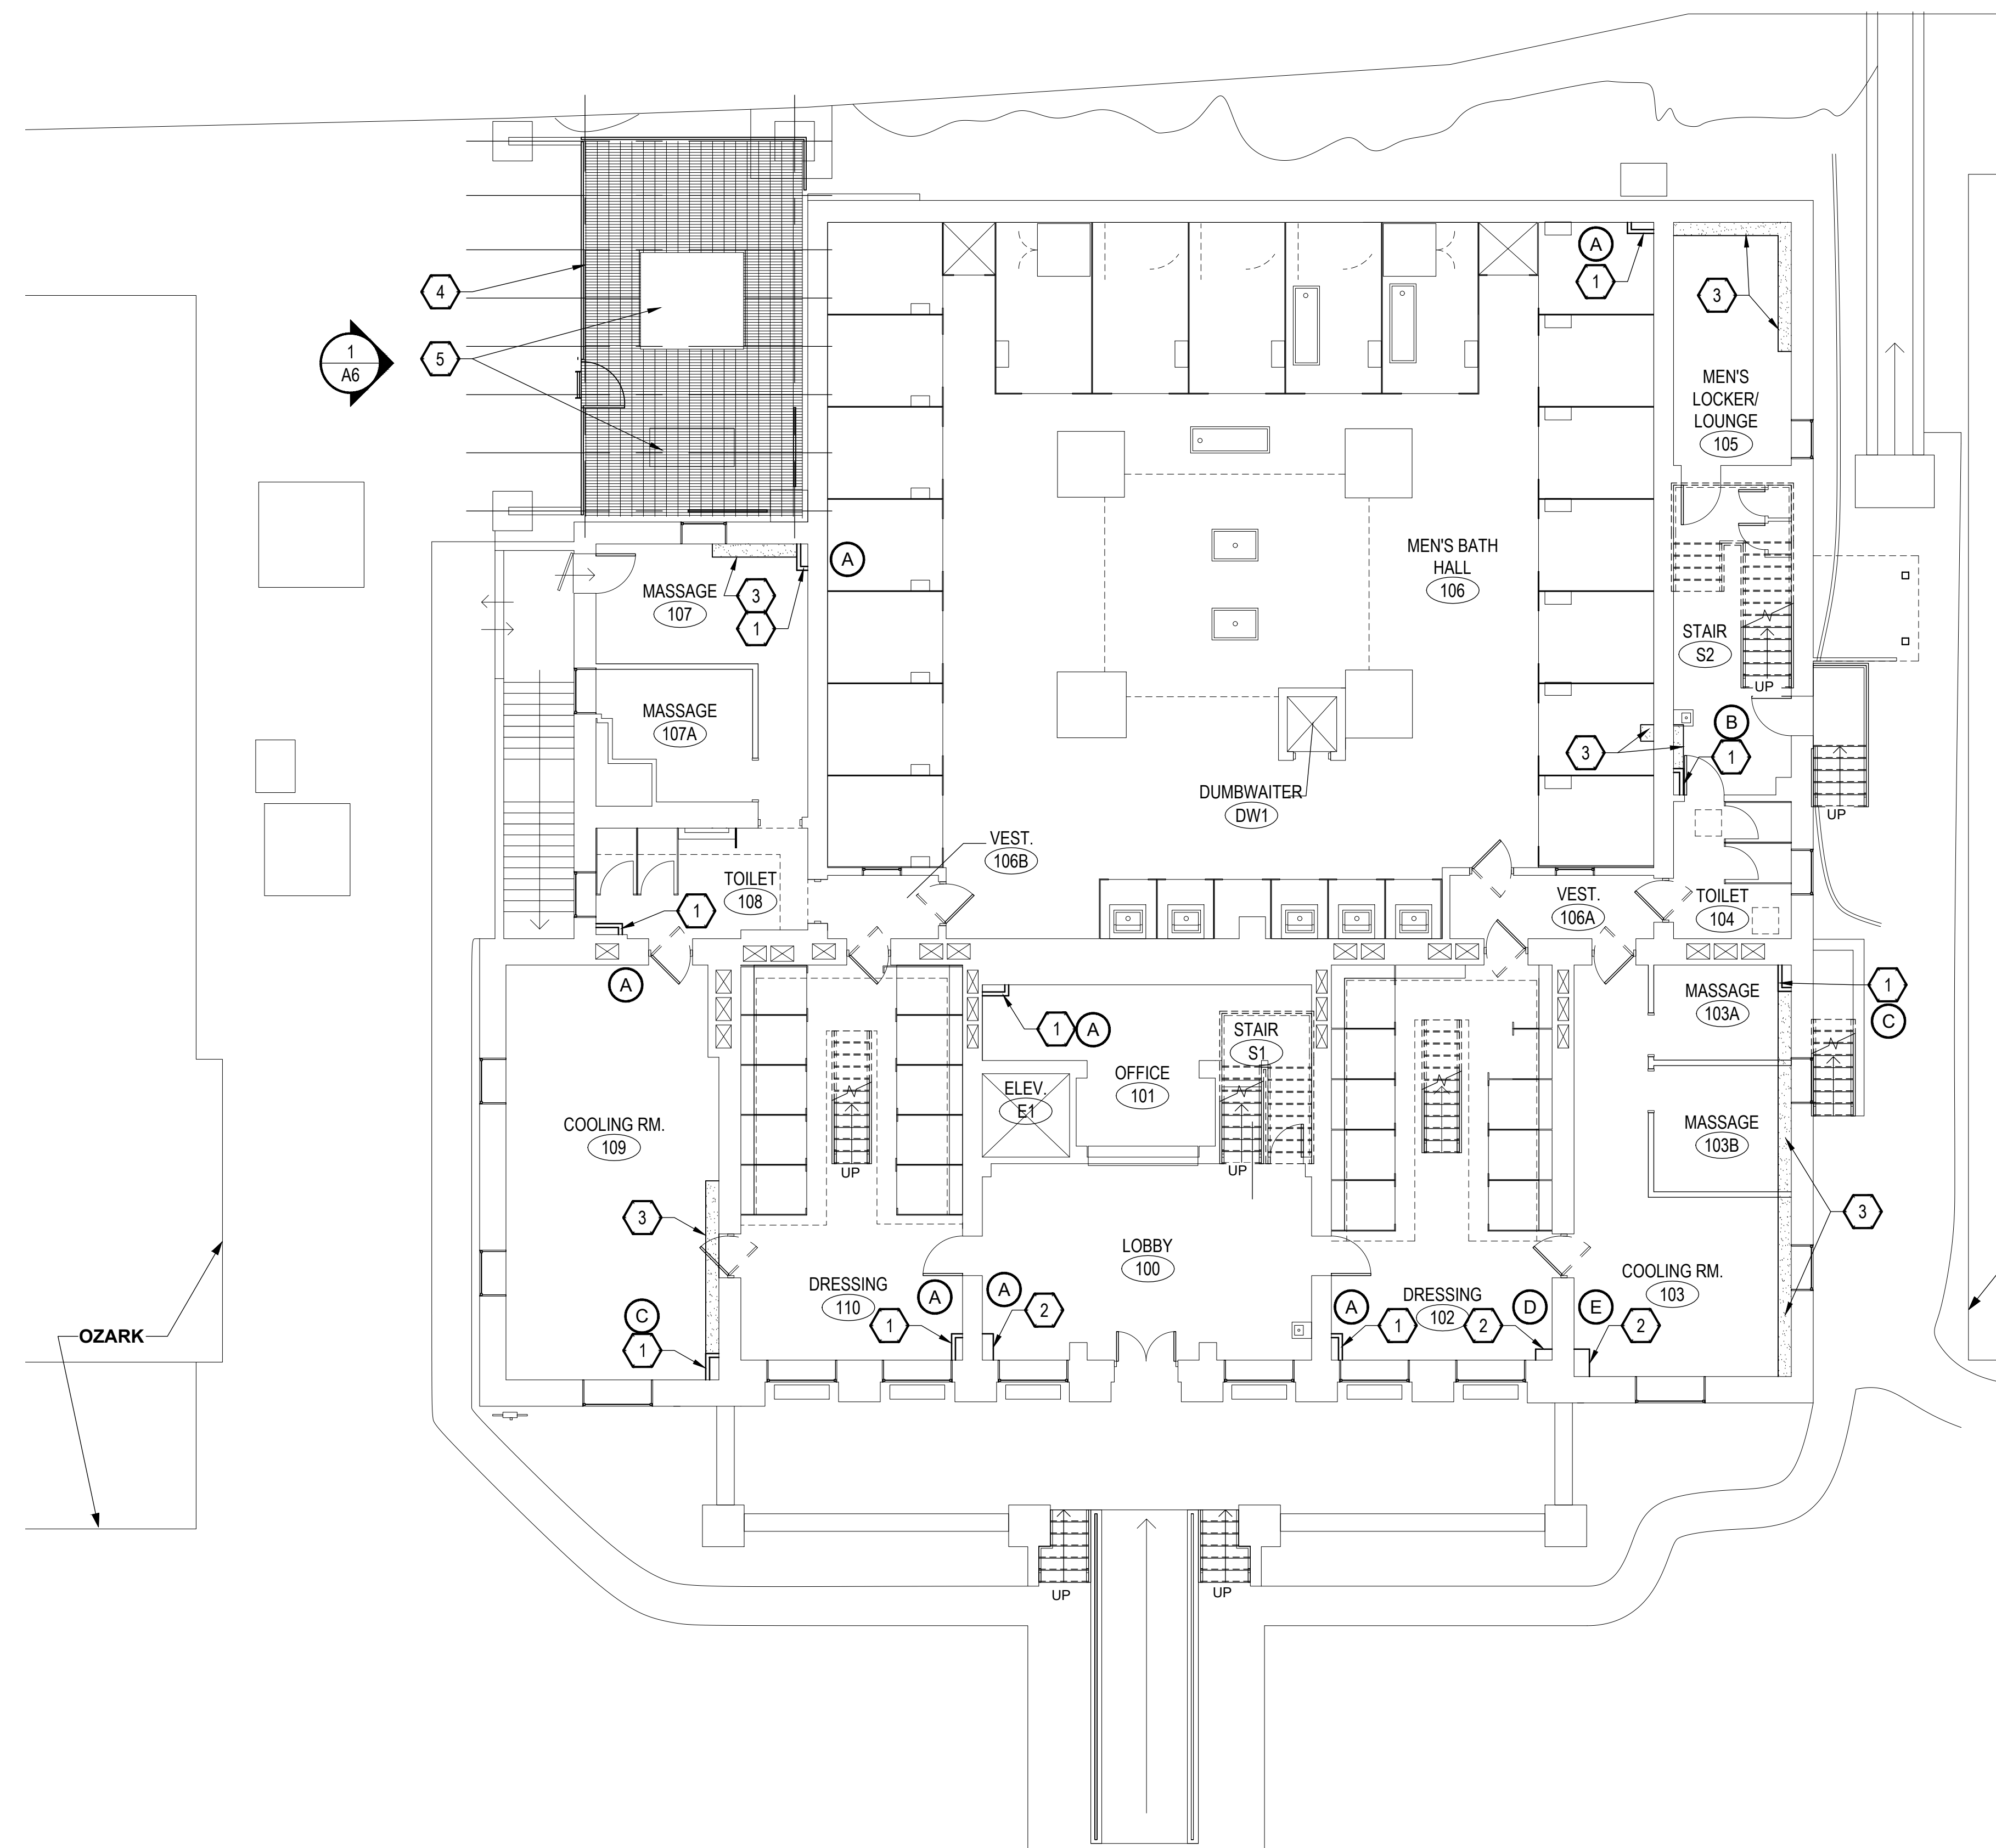 A
1
3
4
1
A6
5
MEN'S
LOCKER/
LOUNGE
105
MEN'S BATH
HALL
106
A
MASSAGE
107
3
1
STAIR
S2
UP
MASSAGE
107A
B
1
3
DUMBWAITER
DW1
UP
VEST.
106B
TOILET
108
1
VEST.
106A
TOILET
104
A
MASSAGE
103A
1
C
1
A
STAIR
S1
OFFICE
101
ELEV.
E1
COOLING RM.
109
MASSAGE
103B
UP
UP
3
3
LOBBY
100
DRESSING
110
A
A
2
1
A
1
DRESSING
102
2
D
E
2
COOLING RM.
103
C
1
OZARK
UP
UP